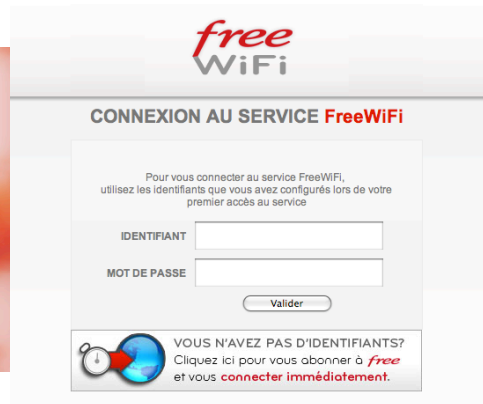 free
WiFi
CONNEXION AU SERVICE FreeWiFi
Pour vous connecter au service FreeWiFi,
utilisez les identifiants que vous avez configurés lors de votre
premier accès au service
IDENTIFIANT
MOT DE PASSE
Valider
VOUS N'AVEZ PAS D'IDENTIFIANTS?
Cliquez ici pour vous abonner à free
et vous connecter immédiatement.